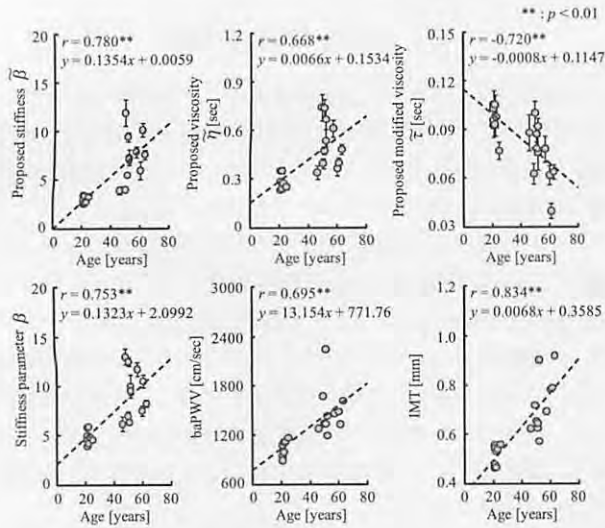 ** : p < 0.01
r = 0.780**
y = 0.1354x + 0.0059
Proposed stiffness β̃
20
15
10
5
0
0 20 40 60 80
Age [years]
r = 0.668**
y = 0.0066x + 0.1534
Proposed viscosity
η̃ [sec]
1.2
0.9
0.6
0.3
0
0 20 40 60 80
Age [years]
r = -0.720**
y = -0.0008x + 0.1147
Proposed modified viscosity
τ̃ [sec]
0.15
0.12
0.09
0.06
0.03
0 20 40 60 80
Age [years]
r = 0.753**
y = 0.1323x + 2.0992
Stiffness parameter β
20
15
10
5
0
0 20 40 60 80
Age [years]
r = 0.695**
y = 13.154x + 771.76
baPWV [cm/sec]
3000
2400
1800
1200
600
0 20 40 60 80
Age [years]
r = 0.834**
y = 0.0068x + 0.3585
IMT [mm]
1.4
1.2
1.0
0.8
0.6
0.4
0 20 40 60 80
Age [years]